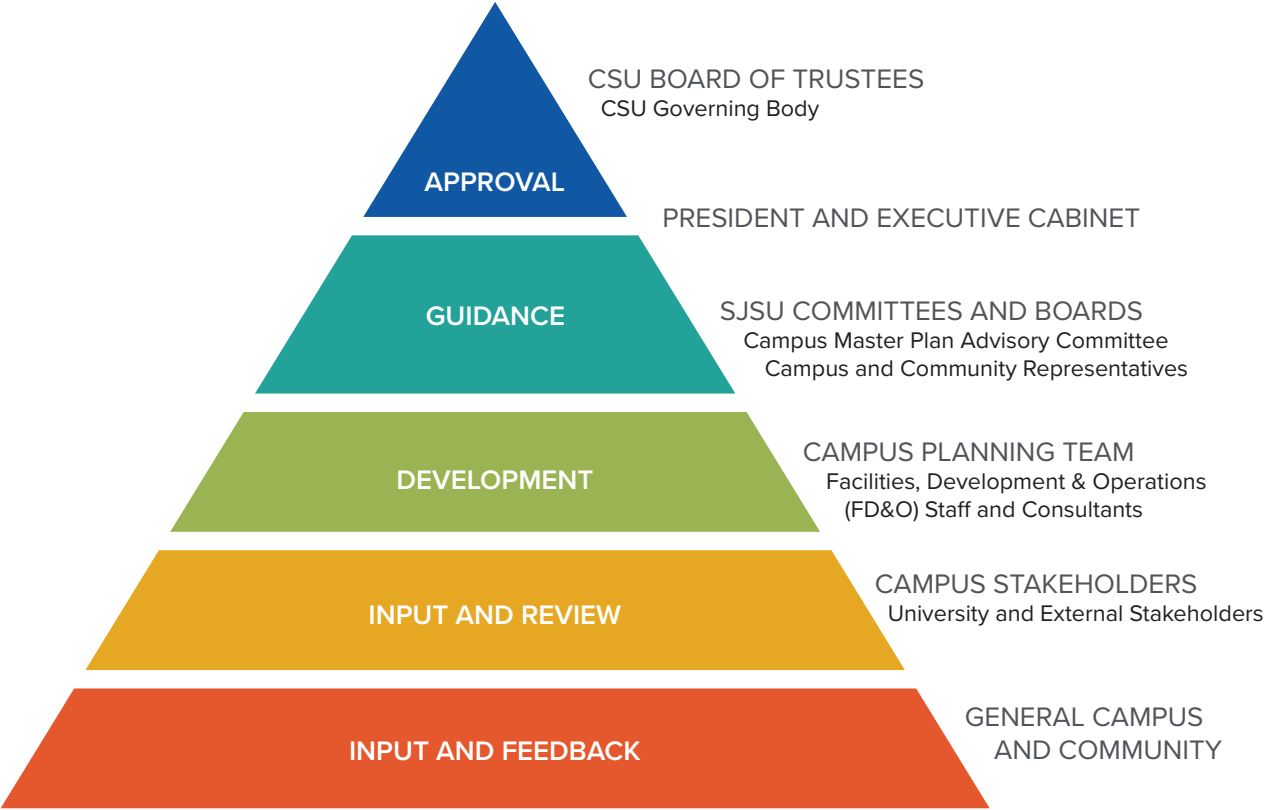 CSU BOARD OF TRUSTEES
CSU Governing Body
APPROVAL
PRESIDENT AND EXECUTIVE CABINET
GUIDANCE
SJSU COMMITTEES AND BOARDS
Campus Master Plan Advisory Committee
Campus and Community Representatives
DEVELOPMENT
CAMPUS PLANNING TEAM
Facilities, Development & Operations
(FD&O) Staff and Consultants
INPUT AND REVIEW
CAMPUS STAKEHOLDERS
University and External Stakeholders
INPUT AND FEEDBACK
GENERAL CAMPUS
AND COMMUNITY